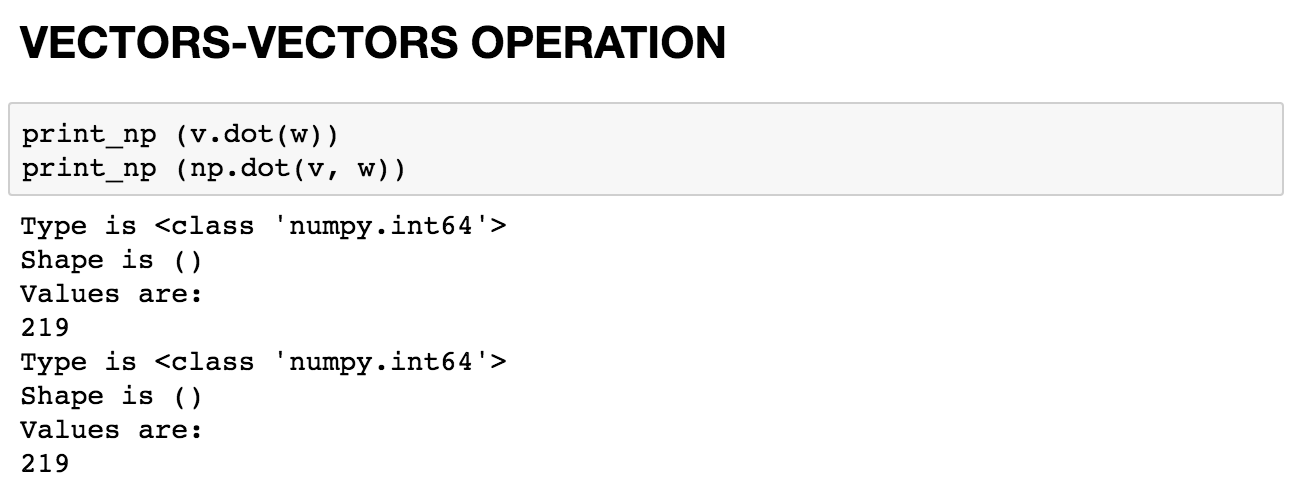 VECTORS-VECTORS OPERATION
print_np (v.dot(w))
print_np (np.dot(v, w))
Type is <class 'numpy.int64'>
Shape is ()
Values are:
219
Type is <class 'numpy.int64'>
Shape is ()
Values are:
219